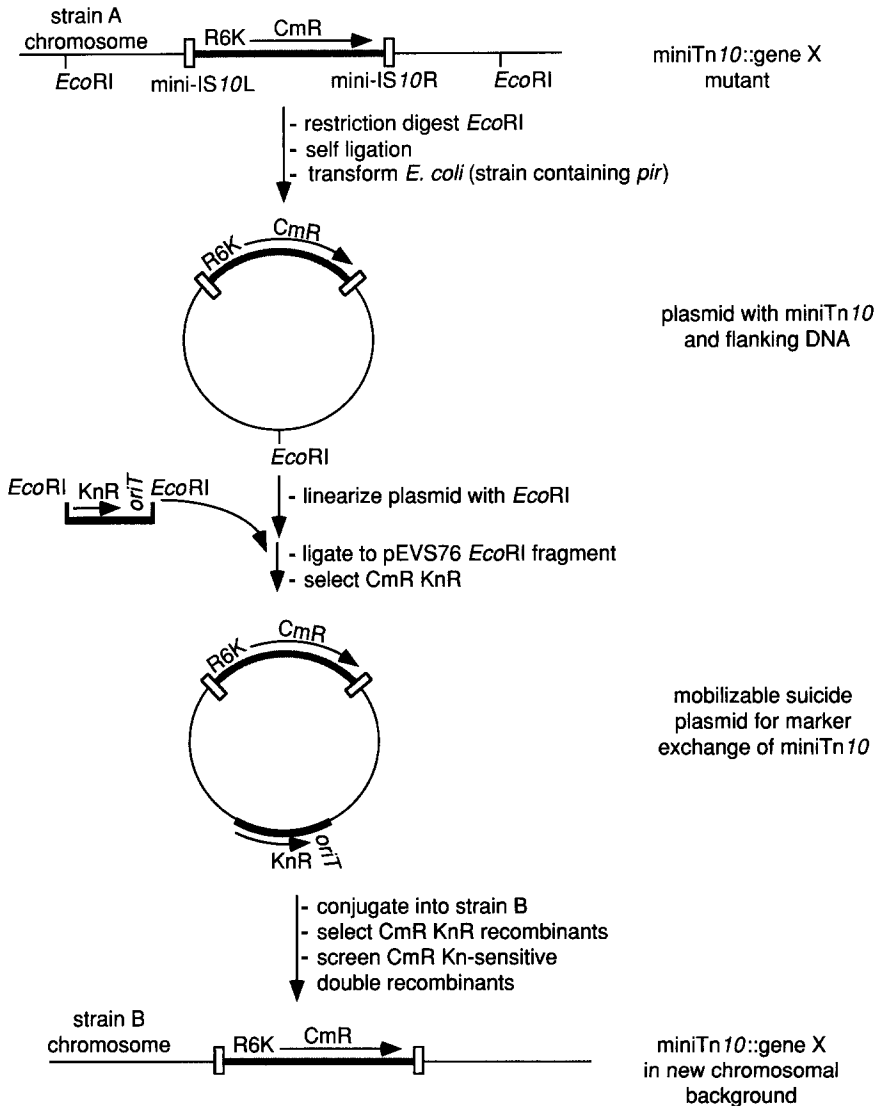 strain A
chromosome
R6K
CmR
EcoRI
mini-IS10L
mini-IS10R
EcoRI
miniTn10::gene X
mutant
- restriction digest EcoRI
- self ligation
- transform E. coli (strain containing pir)
R6K
CmR
plasmid with miniTn10
and flanking DNA
EcoRI
EcoRI
KnR
oriT
EcoRI
- linearize plasmid with EcoRI
- ligate to pEVS76 EcoRI fragment
- select CmR KnR
R6K
CmR
mobilizable suicide
plasmid for marker
exchange of miniTn10
KnR
oriT
- conjugate into strain B
- select CmR KnR recombinants
- screen CmR Kn-sensitive
double recombinants
strain B
chromosome
R6K
CmR
miniTn10::gene X
in new chromosomal
background